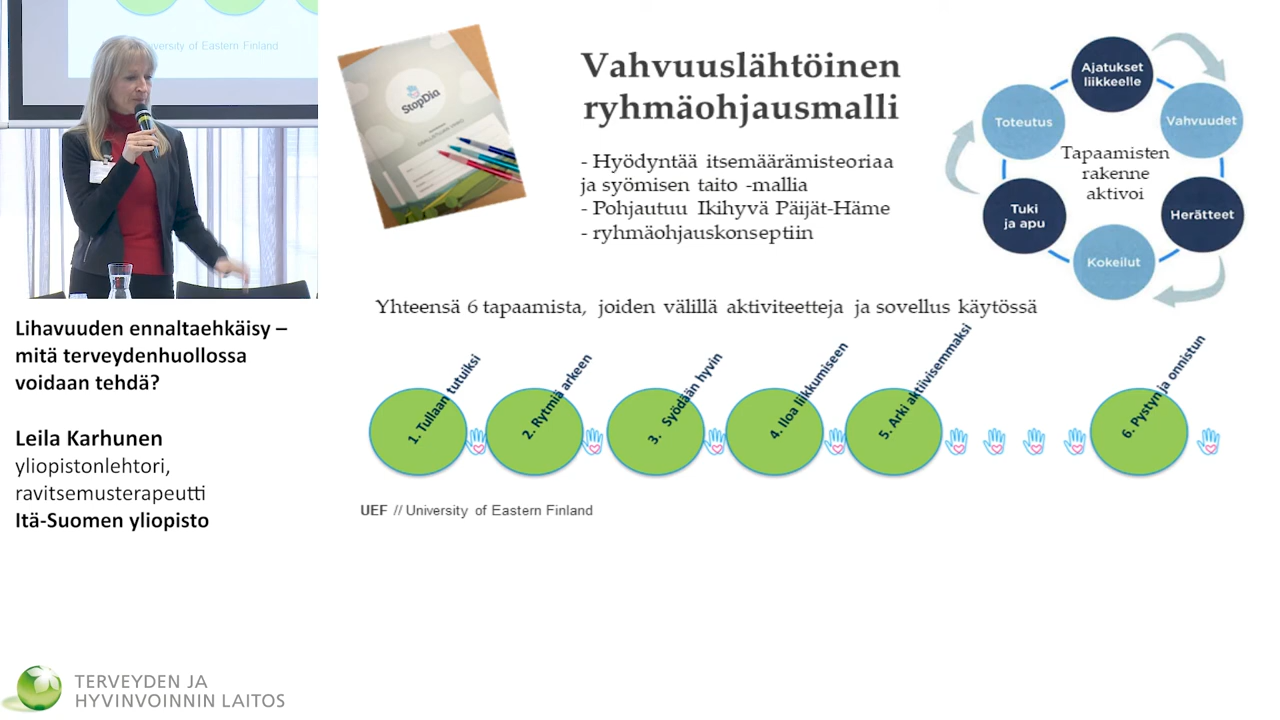 versity of Eastern Finland
Lihavuuden ennaltaehkäisy –
mitä terveydenhuollossa
voidaan tehdä?
Leila Karhunen
yliopistonlehtori,
ravitsemusterapeutti
Itä-Suomen yliopisto
TERVEYDEN JA
HYVINVOINNIN LAITOS
StopDia
Vahvuuslähtöinen
ryhmäohjausmalli
- Hyödyntää itsemäärämisteoriaa
ja syömisen taito -mallia
- Pohjautuu Ikihyvä Päijät-Häme
- ryhmäohjauskonseptiin
Ajatukset
liikkeelle
Vahvuudet
Herätteet
Kokeilut
Tuki
ja apu
Toteutus
Tapaamisten
rakenne
aktivoi
Yhteensä 6 tapaamista, joiden välillä aktiviteetteja ja sovellus käytössä
1. Tullaan tutuiksi
2. Rytmiä arkeen
3. Syödään hyvin
4. Iloa liikkumiseen
5. Arki aktiivisemmaksi
6. Pystyn ja onnistun
UEF // University of Eastern Finland